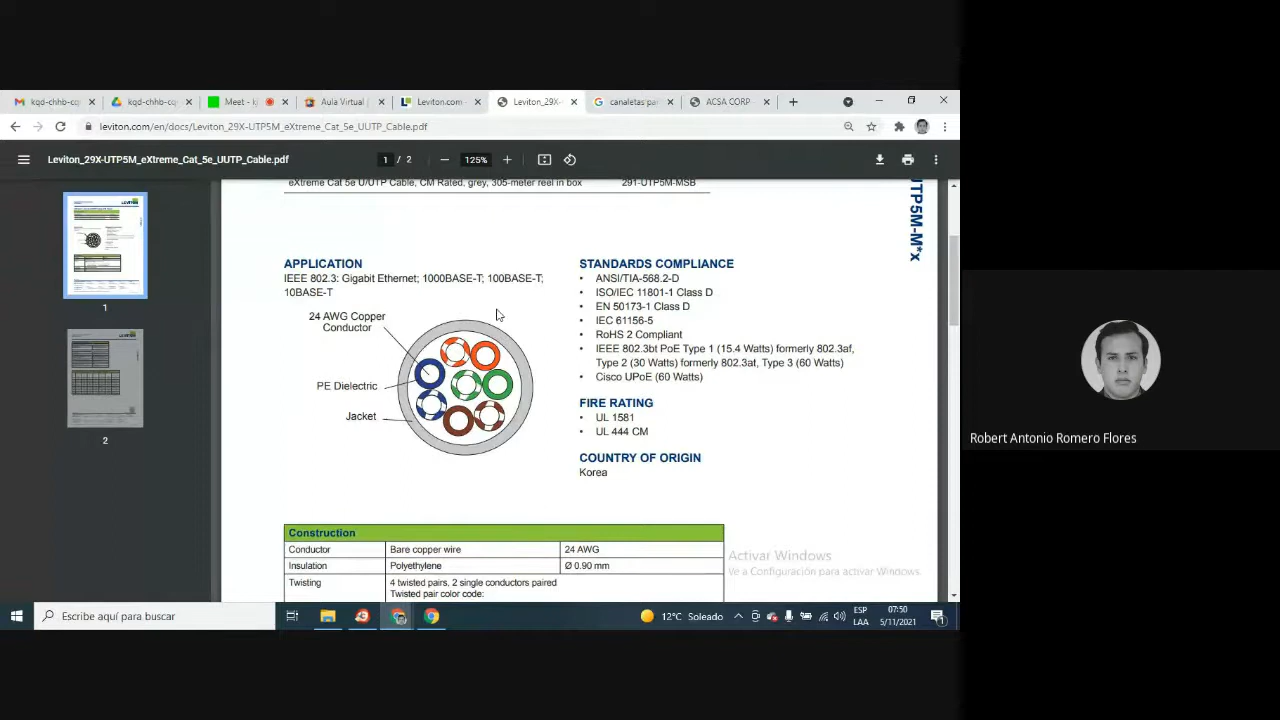 kqd-chhb-cq
kqd-chhb-cq
Meet - k
Aula Virtual
Leviton.com -
Leviton_29X-
canaletas pa
ACSA CORP
leviton.com/en/docs/Leviton_29X-UTP5M_eXtreme_Cat_5e_UUTP_Cable.pdf
Leviton_29X-UTP5M_eXtreme_Cat_5e_UUTP_Cable.pdf
1 / 2
125%
eXtreme Cat 5e U/UTP Cable, CM Rated, grey, 305-meter reel in box 291-UTP5M-MSB
UTP5M-M*x
APPLICATION
IEEE 802.3: Gigabit Ethernet; 1000BASE-T; 100BASE-T;
10BASE-T
24 AWG Copper
Conductor
PE Dielectric
Jacket
STANDARDS COMPLIANCE
• ANSI/TIA-568.2-D
• ISO/IEC 11801-1 Class D
• EN 50173-1 Class D
• IEC 61156-5
• RoHS 2 Compliant
• IEEE 802.3bt PoE Type 1 (15.4 Watts) formerly 802.3af,
Type 2 (30 Watts) formerly 802.3at, Type 3 (60 Watts)
• Cisco UPoE (60 Watts)
FIRE RATING
• UL 1581
• UL 444 CM
COUNTRY OF ORIGIN
Korea
Construction
Conductor Bare copper wire 24 AWG
Insulation Polyethylene Ø 0.90 mm
Twisting 4 twisted pairs, 2 single conductors paired
Twisted pair color code:
1
2
Activar Windows
Ve a Configuración para activar Windows.
Escribe aquí para buscar
12°C Soleado
ESP
LAA
07:50
5/11/2021
1
Robert Antonio Romero Flores